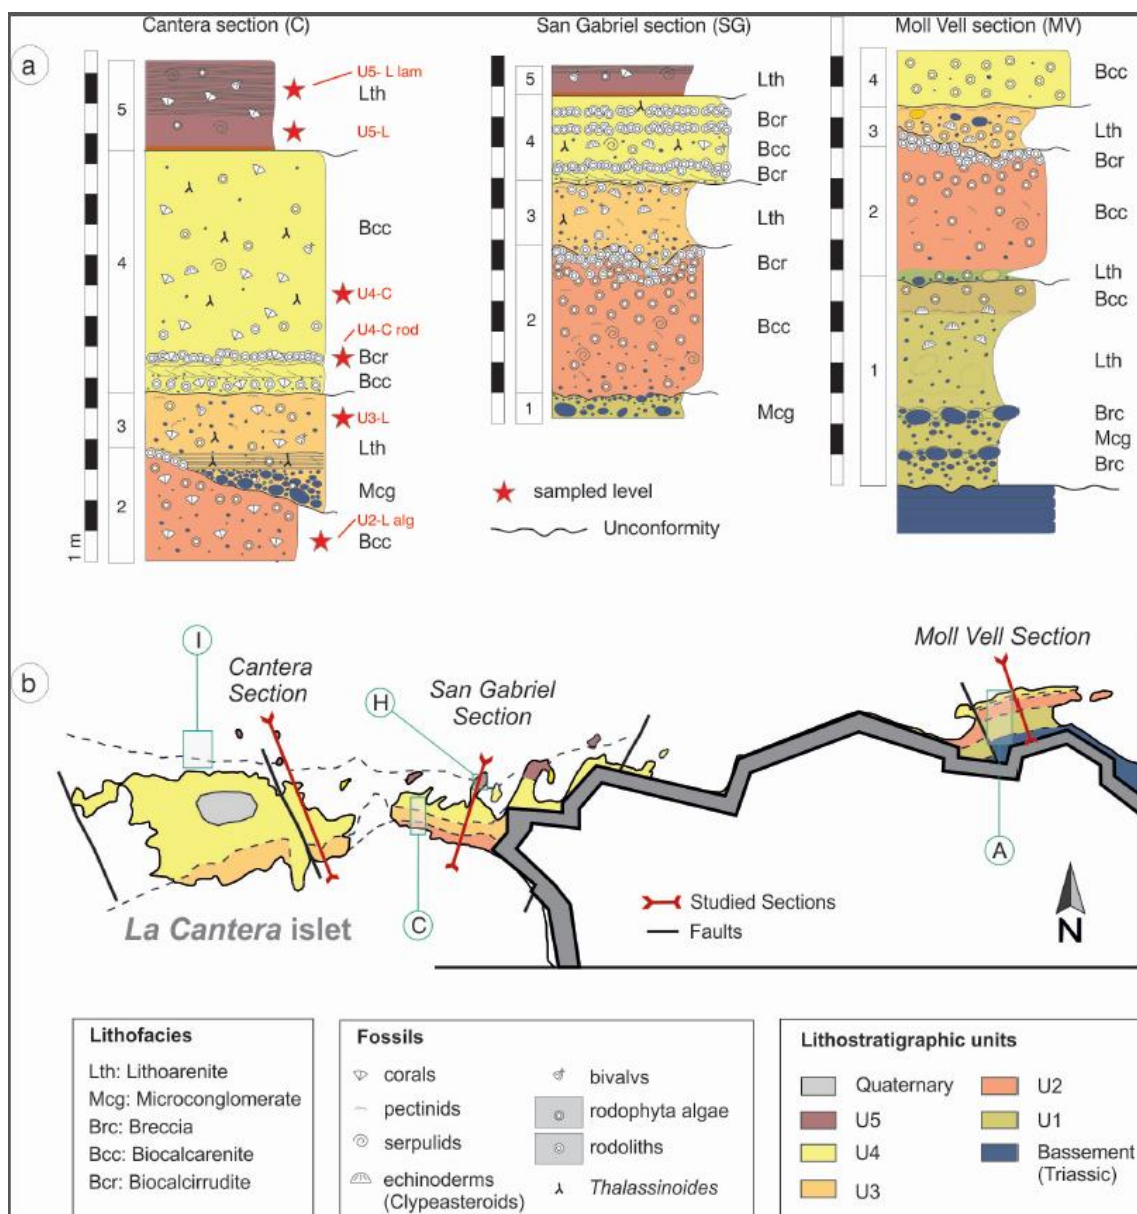 Cantera section (C)
San Gabriel section (SG)
Moll Vell section (MV)
a
5
4
3
2
1 m
U5- L lam
Lth
U5-L
Bcc
U4-C
U4-C rod
Bcr
Bcc
U3-L
Lth
Mcg
U2-L alg
Bcc
5
4
3
2
1
Lth
Bcr
Bcc
Bcr
Lth
Bcr
Bcc
Mcg
sampled level
Unconformity
4
3
2
1
Bcc
Lth
Bcr
Bcc
Lth
Bcc
Lth
Brc
Mcg
Brc
b
I
Cantera
Section
H
San Gabriel
Section
Moll Vell
Section
C
A
La Cantera islet
Studied Sections
Faults
N
Lithofacies
Lth: Lithoarenite
Mcg: Microconglomerate
Brc: Breccia
Bcc: Biocalcarenite
Bcr: Biocalcirrudite
Fossils
corals
pectinids
serpulids
echinoderms
(Clypeasteroids)
bivalvs
rodophyta algae
rodoliths
Thalassinoides
Lithostratigraphic units
Quaternary
U5
U4
U3
U2
U1
Bassement
(Triassic)